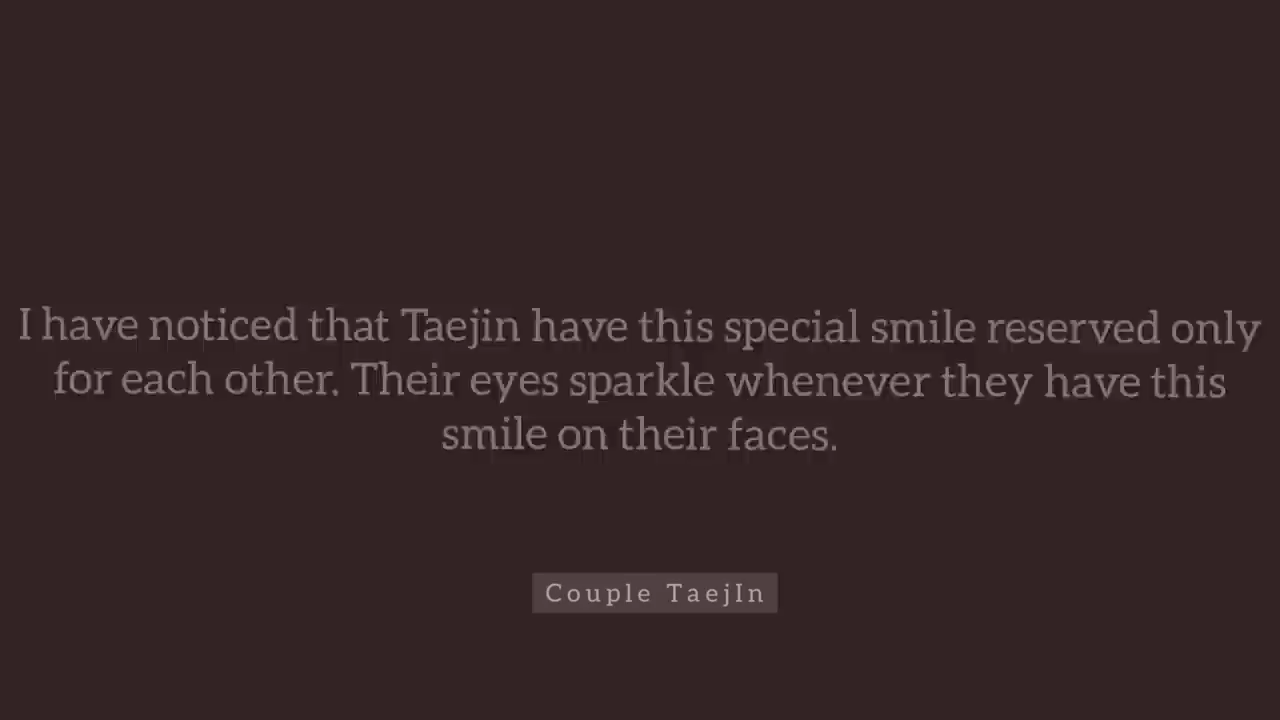 I have noticed that Taejin have this special smile reserved only
for each other. Their eyes sparkle whenever they have this
smile on their faces.
Couple TaejIn